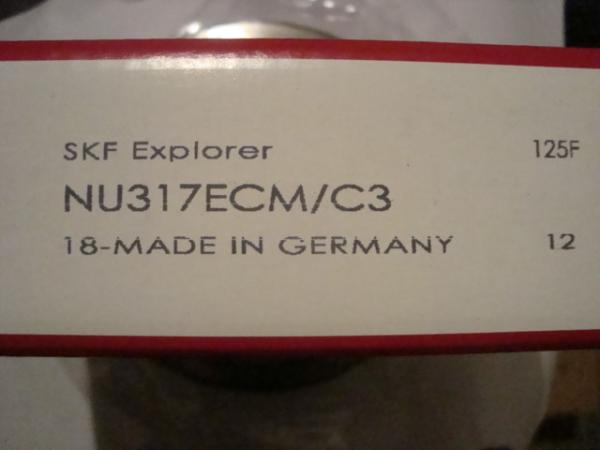 SKF Explorer 125F
NU317ECM/C3
18-MADE IN GERMANY 12